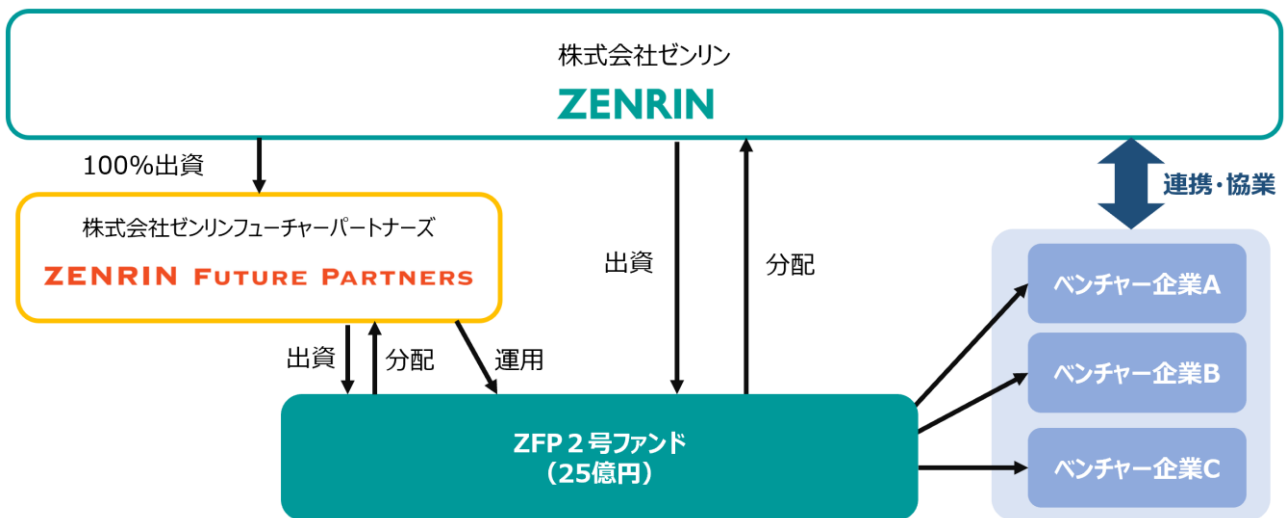 株式会社ゼンリン
ZENRIN
100%出資
連携・協業
株式会社ゼンリンフューチャーパートナーズ
ZENRIN FUTURE PARTNERS
出資
分配
ベンチャー企業A
出資
分配
運用
ベンチャー企業B
ZFP２号ファンド
（25億円）
ベンチャー企業C